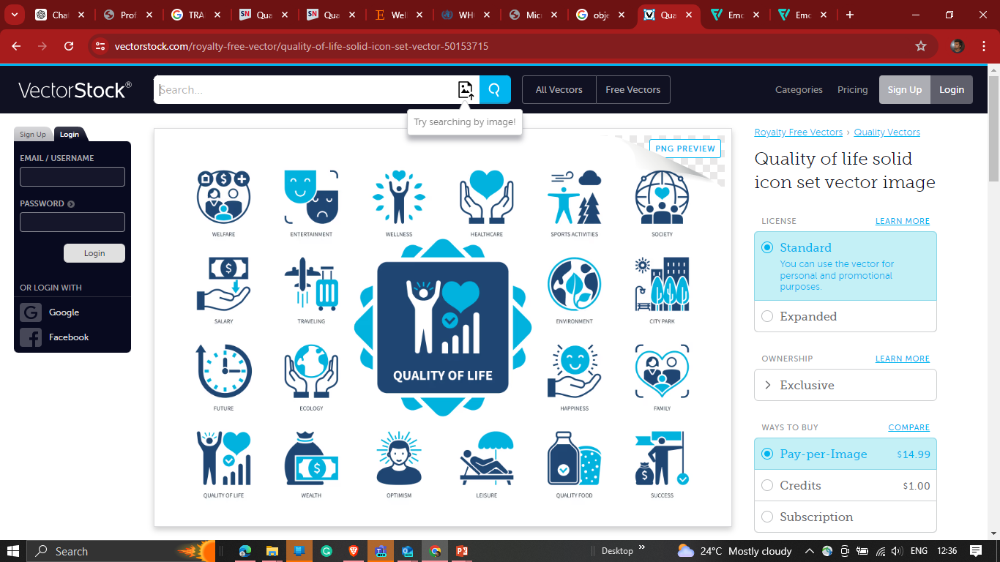 Chat
Prof
TRA
Qua
Qua
Wel
WHO
Micr
obje
Qua
Emo
Emo
vectorstock.com/royalty-free-vector/quality-of-life-solid-icon-set-vector-50153715
VectorStock®
Search...
All Vectors
Free Vectors
Categories
Pricing
Sign Up
Login
Try searching by image!
Sign Up
Login
EMAIL / USERNAME
PASSWORD
Login
OR LOGIN WITH
Google
Facebook
PNG PREVIEW
WELFARE
ENTERTAINMENT
WELLNESS
HEALTHCARE
SPORTS ACTIVITIES
SOCIETY
SALARY
TRAVELING
ENVIRONMENT
CITY PARK
QUALITY OF LIFE
FUTURE
ECOLOGY
HAPPINESS
FAMILY
QUALITY OF LIFE
WEALTH
OPTIMISM
LEISURE
QUALITY FOOD
SUCCESS
Royalty Free Vectors › Quality Vectors
Quality of life solid
icon set vector image
LICENSE
LEARN MORE
Standard
You can use the vector for
personal and promotional
purposes.
Expanded
OWNERSHIP
LEARN MORE
Exclusive
WAYS TO BUY
COMPARE
Pay-per-Image $14.99
Credits $1.00
Subscription
Search
Desktop
24°C Mostly cloudy
ENG
12:36